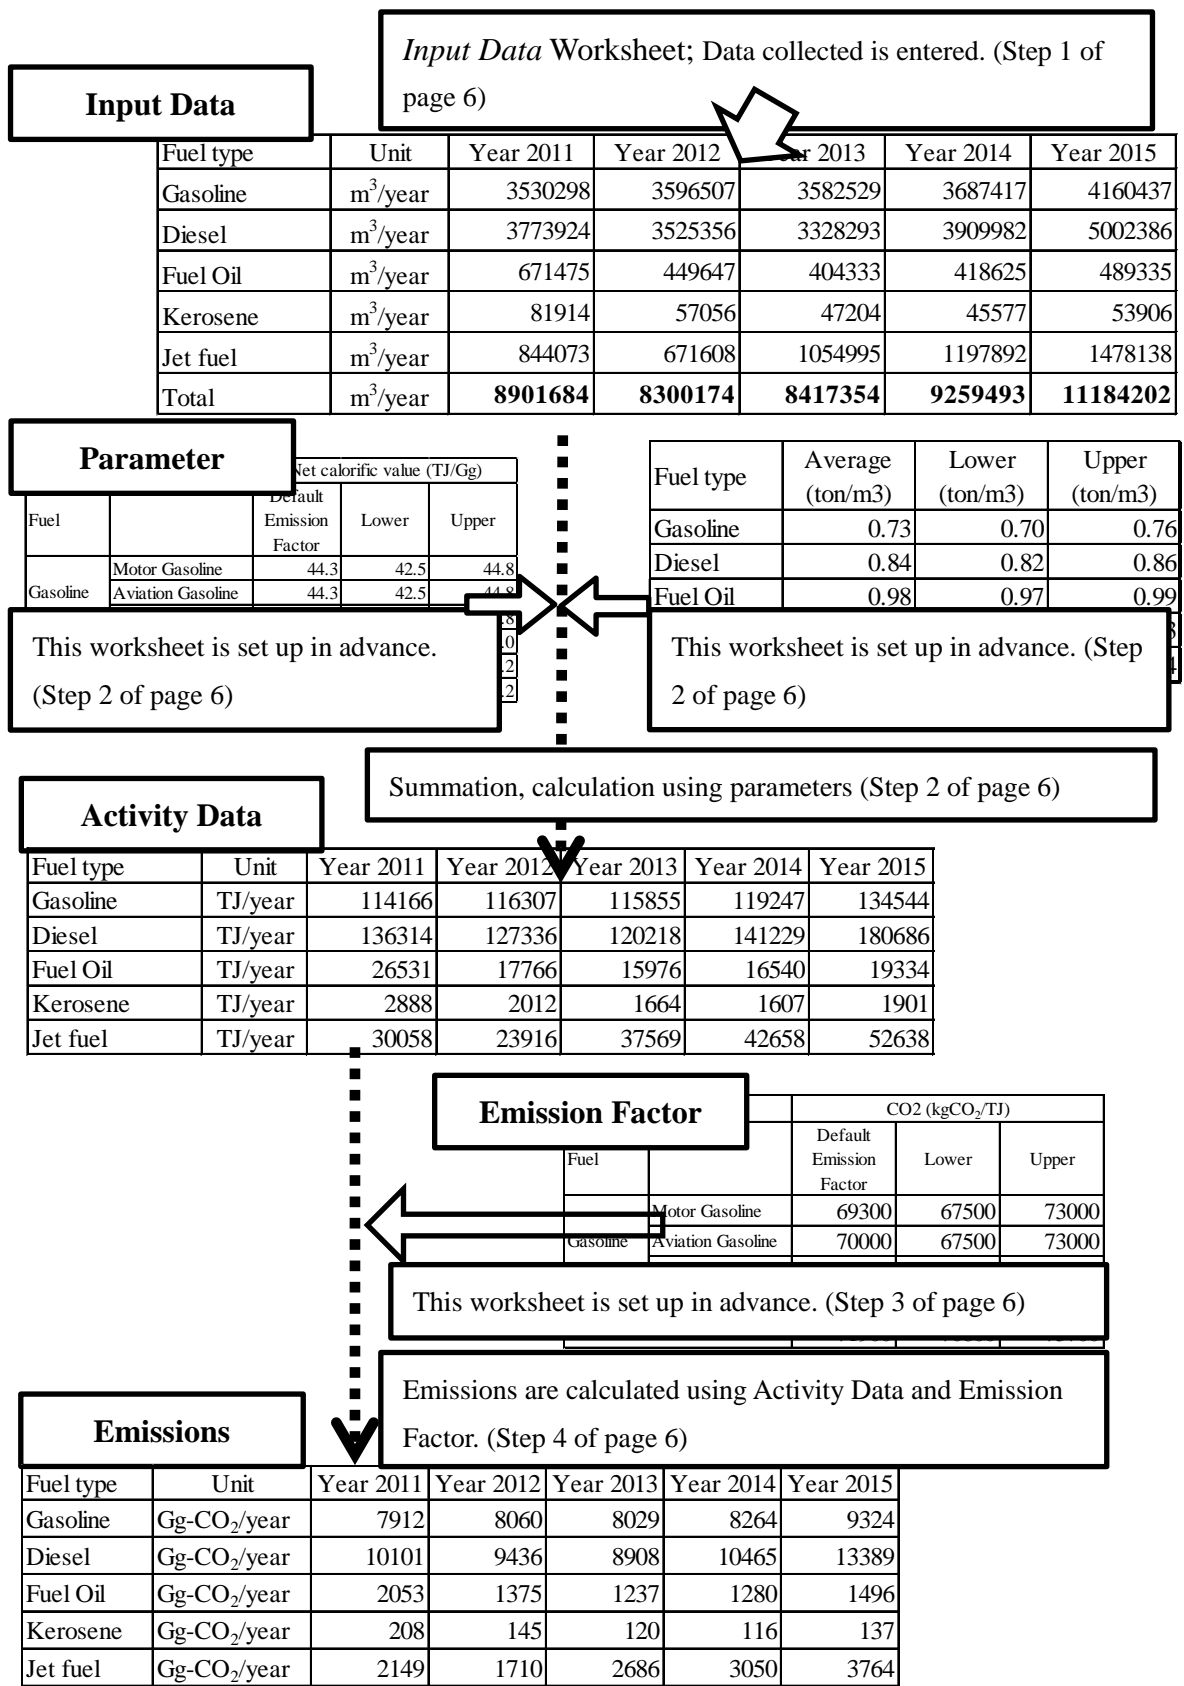 Input Data Worksheet; Data collected is entered. (Step 1 of
page 6)
Input Data
Fuel type Unit Year 2011 Year 2012 ar 2013 Year 2014 Year 2015
Gasoline m³/year 3530298 3596507 3582529 3687417 4160437
Diesel m³/year 3773924 3525356 3328293 3909982 5002386
Fuel Oil m³/year 671475 449647 404333 418625 489335
Kerosene m³/year 81914 57056 47204 45577 53906
Jet fuel m³/year 844073 671608 1054995 1197892 1478138
Total m³/year 8901684 8300174 8417354 9259493 11184202
Parameter
Net calorific value (TJ/Gg)
Fuel Default Emission Factor Lower Upper
Motor Gasoline 44.3 42.5 44.8
Gasoline Aviation Gasoline 44.3 42.5 44.8
.8
.0
.2
.2
This worksheet is set up in advance.
(Step 2 of page 6)
Fuel type Average (ton/m3) Lower (ton/m3) Upper (ton/m3)
Gasoline 0.73 0.70 0.76
Diesel 0.84 0.82 0.86
Fuel Oil 0.98 0.97 0.99
This worksheet is set up in advance. (Step
2 of page 6)
Summation, calculation using parameters (Step 2 of page 6)
Activity Data
Fuel type Unit Year 2011 Year 2012 Year 2013 Year 2014 Year 2015
Gasoline TJ/year 114166 116307 115855 119247 134544
Diesel TJ/year 136314 127336 120218 141229 180686
Fuel Oil TJ/year 26531 17766 15976 16540 19334
Kerosene TJ/year 2888 2012 1664 1607 1901
Jet fuel TJ/year 30058 23916 37569 42658 52638
Emission Factor
CO2 (kgCO₂/TJ)
Fuel Default Emission Factor Lower Upper
Motor Gasoline 69300 67500 73000
Gasoline Aviation Gasoline 70000 67500 73000
This worksheet is set up in advance. (Step 3 of page 6)
Emissions are calculated using Activity Data and Emission
Factor. (Step 4 of page 6)
Emissions
Fuel type Unit Year 2011 Year 2012 Year 2013 Year 2014 Year 2015
Gasoline Gg-CO₂/year 7912 8060 8029 8264 9324
Diesel Gg-CO₂/year 10101 9436 8908 10465 13389
Fuel Oil Gg-CO₂/year 2053 1375 1237 1280 1496
Kerosene Gg-CO₂/year 208 145 120 116 137
Jet fuel Gg-CO₂/year 2149 1710 2686 3050 3764